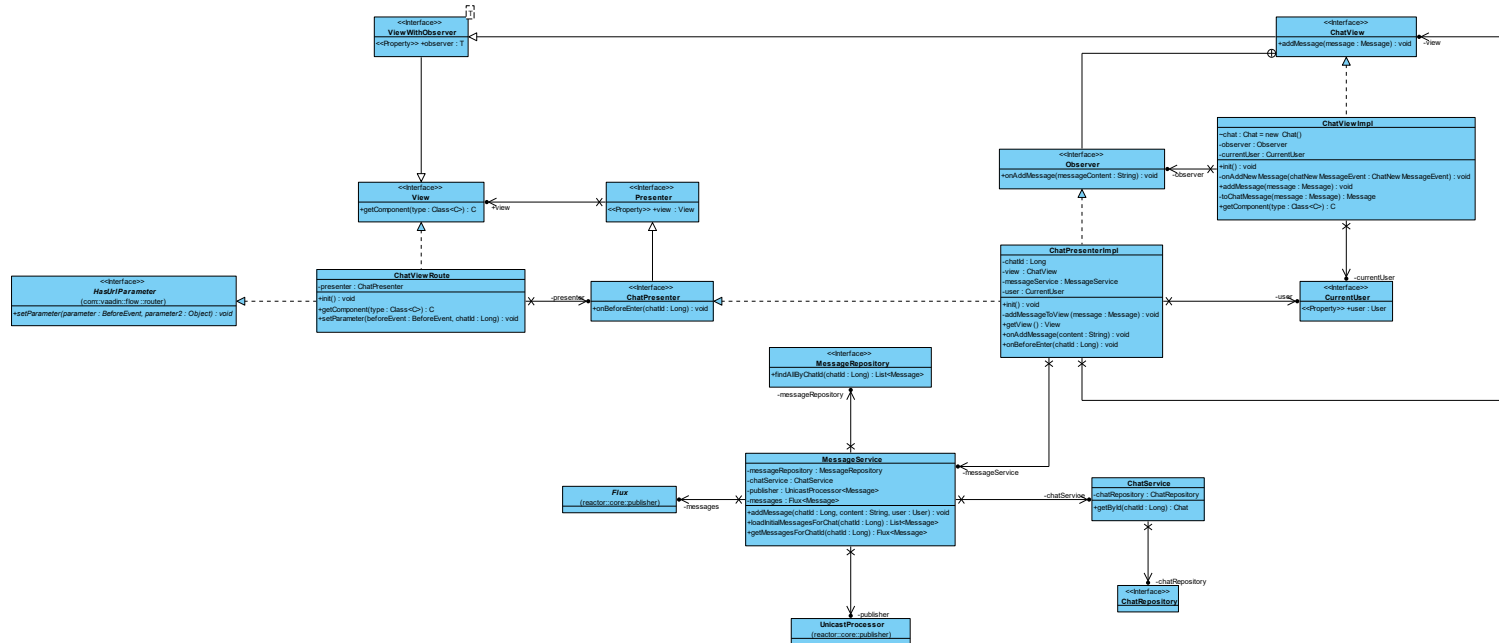 T
<<Interface>>
ViewWithObserver
<<Property>> +observer : T
<<Interface>>
ChatView
+addMessage(message : Message) : void
-view
<<Interface>>
Observer
+onAddMessage(messageContent : String) : void
-observer
ChatViewImpl
-chat : Chat = new Chat()
-observer : Observer
-currentUser : CurrentUser
+init() : void
-onAddNewMessage(chatNewMessageEvent : ChatNewMessageEvent) : void
+addMessage(message : Message) : void
-toChatMessage(message : Message) : Message
+getComponent(type : Class<C>) : C
-currentUser
<<Interface>>
View
+getComponent(type : Class<C>) : C
+view
<<Interface>>
Presenter
<<Property>> +view : View
<<Interface>>
HasUrlParameter
(com::vaadin::flow::router)
+setParameter(parameter : BeforeEvent, parameter2 : Object) : void
ChatViewRoute
-presenter : ChatPresenter
+init() : void
+getComponent(type : Class<C>) : C
+setParameter(beforeEvent : BeforeEvent, chatId : Long) : void
-presenter
<<Interface>>
ChatPresenter
+onBeforeEnter(chatId : Long) : void
ChatPresenterImpl
-chatId : Long
-view : ChatView
-messageService : MessageService
-user : CurrentUser
+init() : void
-addMessageToView(message : Message) : void
+getView() : View
+onAddMessage(content : String) : void
+onBeforeEnter(chatId : Long) : void
-user
<<Interface>>
CurrentUser
<<Property>> +user : User
<<Interface>>
MessageRepository
+findAllByChatId(chatId : Long) : List<Message>
-messageRepository
MessageService
-messageRepository : MessageRepository
-chatService : ChatService
-publisher : UnicastProcessor<Message>
-messages : Flux<Message>
+addMessage(chatId : Long, content : String, user : User) : void
+loadInitialMessagesForChat(chatId : Long) : List<Message>
+getMessagesForChatId(chatId : Long) : Flux<Message>
-messageService
Flux
(reactor::core::publisher)
-messages
-chatService
ChatService
-chatRepository : ChatRepository
+getById(chatId : Long) : Chat
-chatRepository
<<Interface>>
ChatRepository
-publisher
UnicastProcessor
(reactor::core::publisher)